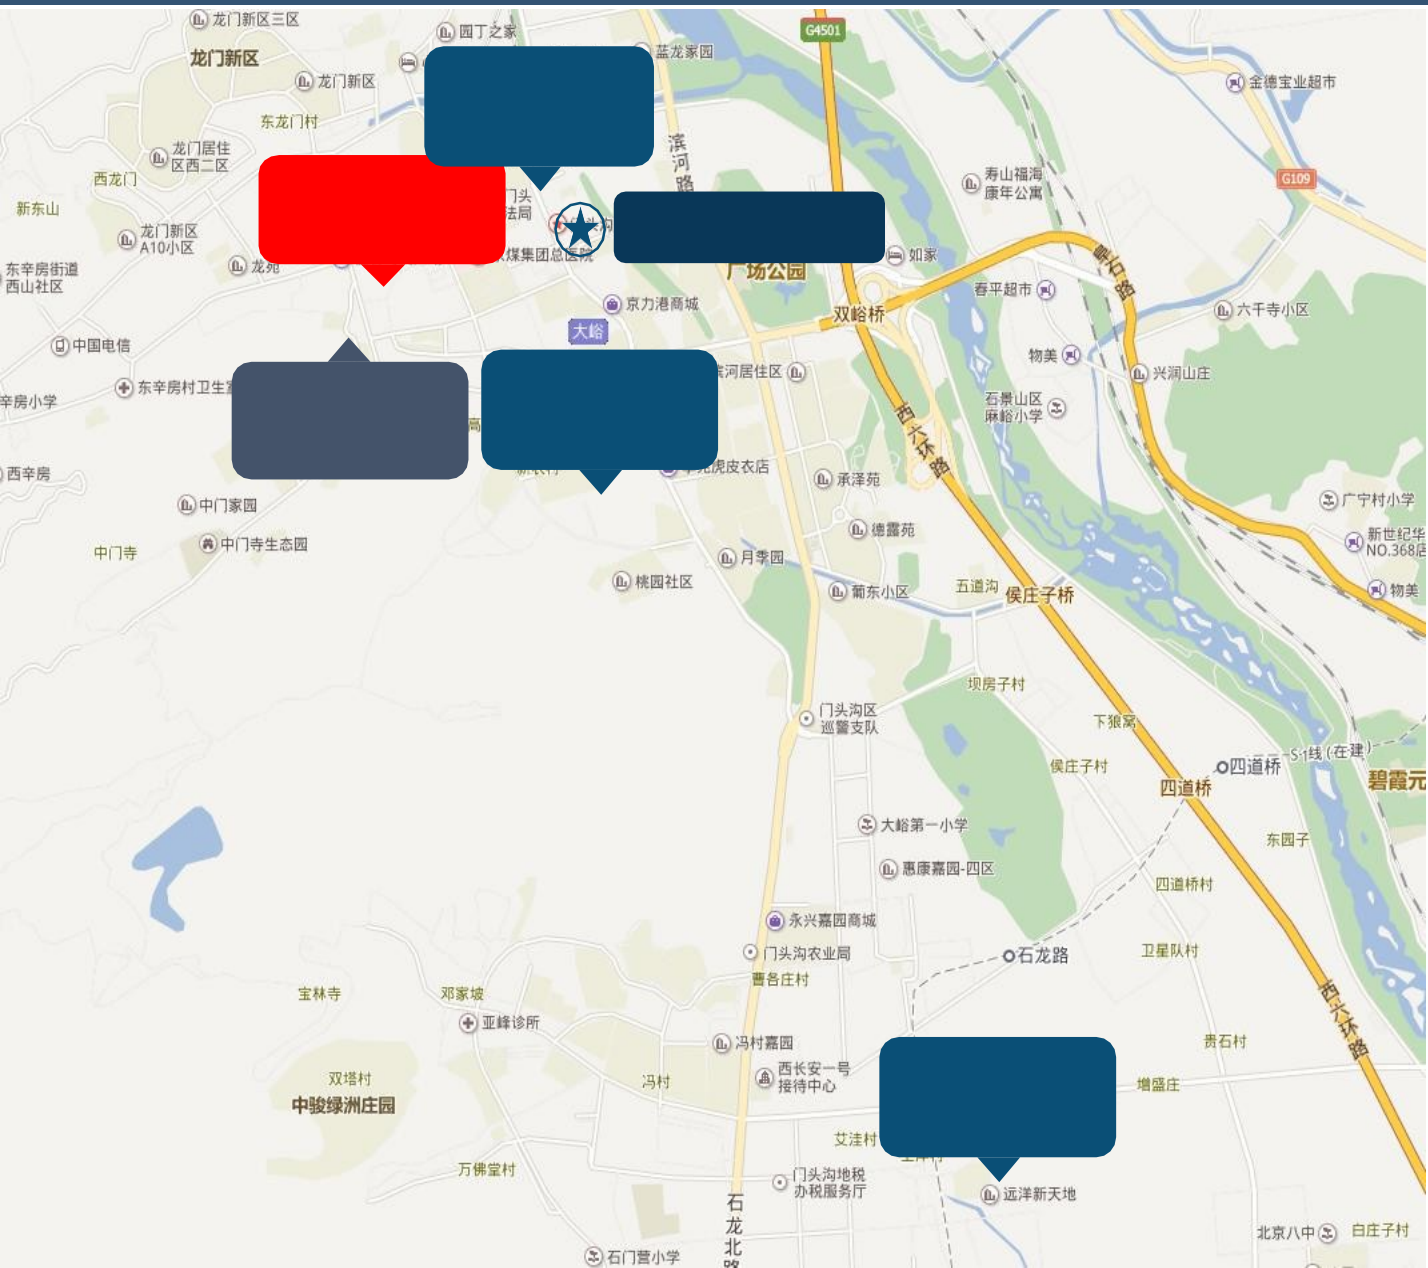 龙门新区三区
园丁之家
G4501
龙门新区
蓝龙家园
龙门新区
金德宝业超市
东龙门村
滨河路
龙门居住
区西二区
西龙门
寿山福海
康年公寓
G109
新东山
门头
法局
龙门新区
A10小区
煤集团总医院
如家
阜石路
东辛房街道
西山社区
龙苑
广场公园
春平超市
京力港商城
双峪桥
六千寺小区
大峪
中国电信
物美
兴润山庄
滨河居住区
东辛房村卫生室
辛房小学
石景山区
麻峪小学
西六环路
西辛房
虎皮衣店
承泽苑
中门家园
广宁村小学
德露苑
中门寺
中门寺生态园
新世纪华
NO.368店
月季园
桃园社区
葡东小区
五道沟
侯庄子桥
物美
坝房子村
门头沟区
巡警支队
下狼窝
S1线(在建)
侯庄子村
四道桥
四道桥
碧霞元
大峪第一小学
东园子
惠康嘉园-四区
四道桥村
永兴嘉园商城
门头沟农业局
石龙路
卫星队村
曹各庄村
宝林寺
邓家坡
西六环路
亚峰诊所
冯村嘉园
贵石村
西长安一号
接待中心
双塔村
冯村
增盛庄
中骏绿洲庄园
艾洼村
万佛堂村
门头沟地税
办税服务厅
远洋新天地
石龙北路
北京八中
白庄子村
石门营小学